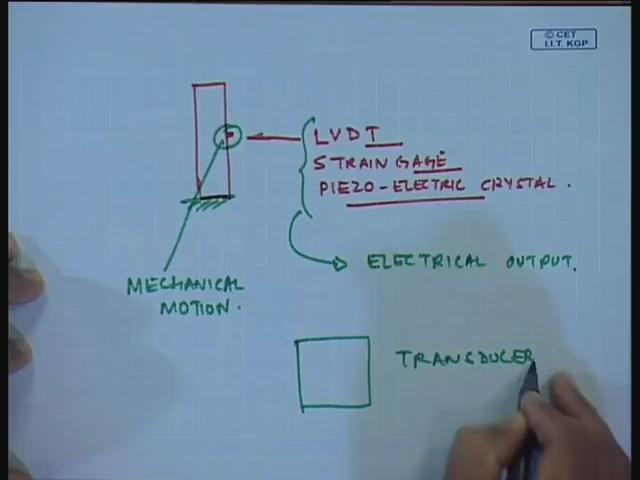 © CET
I.I.T. KGP
LVDT
STRAIN GAGE
PIEZO-ELECTRIC CRYSTAL.
ELECTRICAL OUTPUT.
MECHANICAL
MOTION.
TRANSDUCER